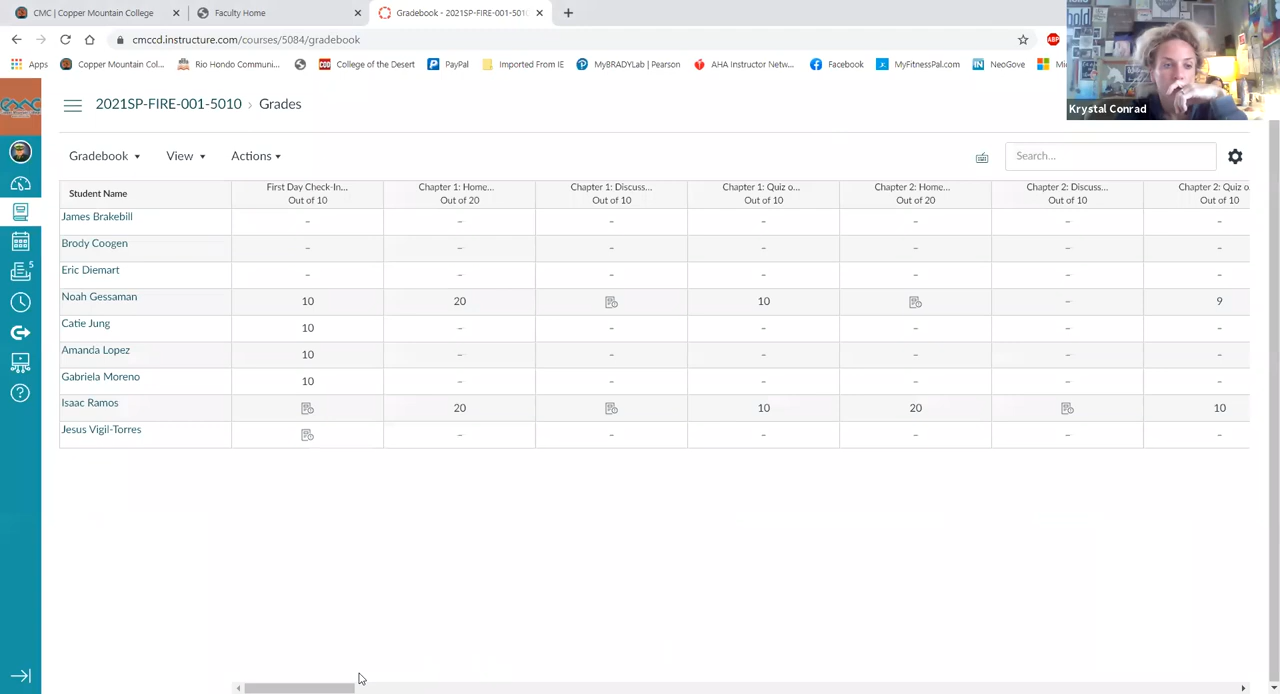 CMC | Copper Mountain College
Faculty Home
Gradebook - 2021SP-FIRE-001-501
cmccd.instructure.com/courses/5084/gradebook
ABP
Apps
Copper Mountain Col...
Rio Hondo Communi...
COD College of the Desert
PayPal
Imported From IE
MyBRADYLab | Pearson
AHA Instructor Netw...
Facebook
MyFitnessPal.com
NeoGove
Krystal Conrad
CMC
2021SP-FIRE-001-5010 › Grades
Gradebook View Actions
Search...
Student Name
First Day Check-In... Chapter 1: Home... Chapter 1: Discuss... Chapter 1: Quiz o... Chapter 2: Home... Chapter 2: Discuss... Chapter 2: Quiz o
Out of 10 Out of 20 Out of 10 Out of 10 Out of 20 Out of 10 Out of 10
James Brakebill – – – – – – –
Brody Coogen – – – – – – –
Eric Diemart – – – – – – –
Noah Gessaman 10 20 10 – 9
Catie Jung 10 – – – – – –
Amanda Lopez 10 – – – – – –
Gabriela Moreno 10 – – – – – –
Isaac Ramos 20 10 20 10
Jesus Vigil-Torres – – – – – –
5